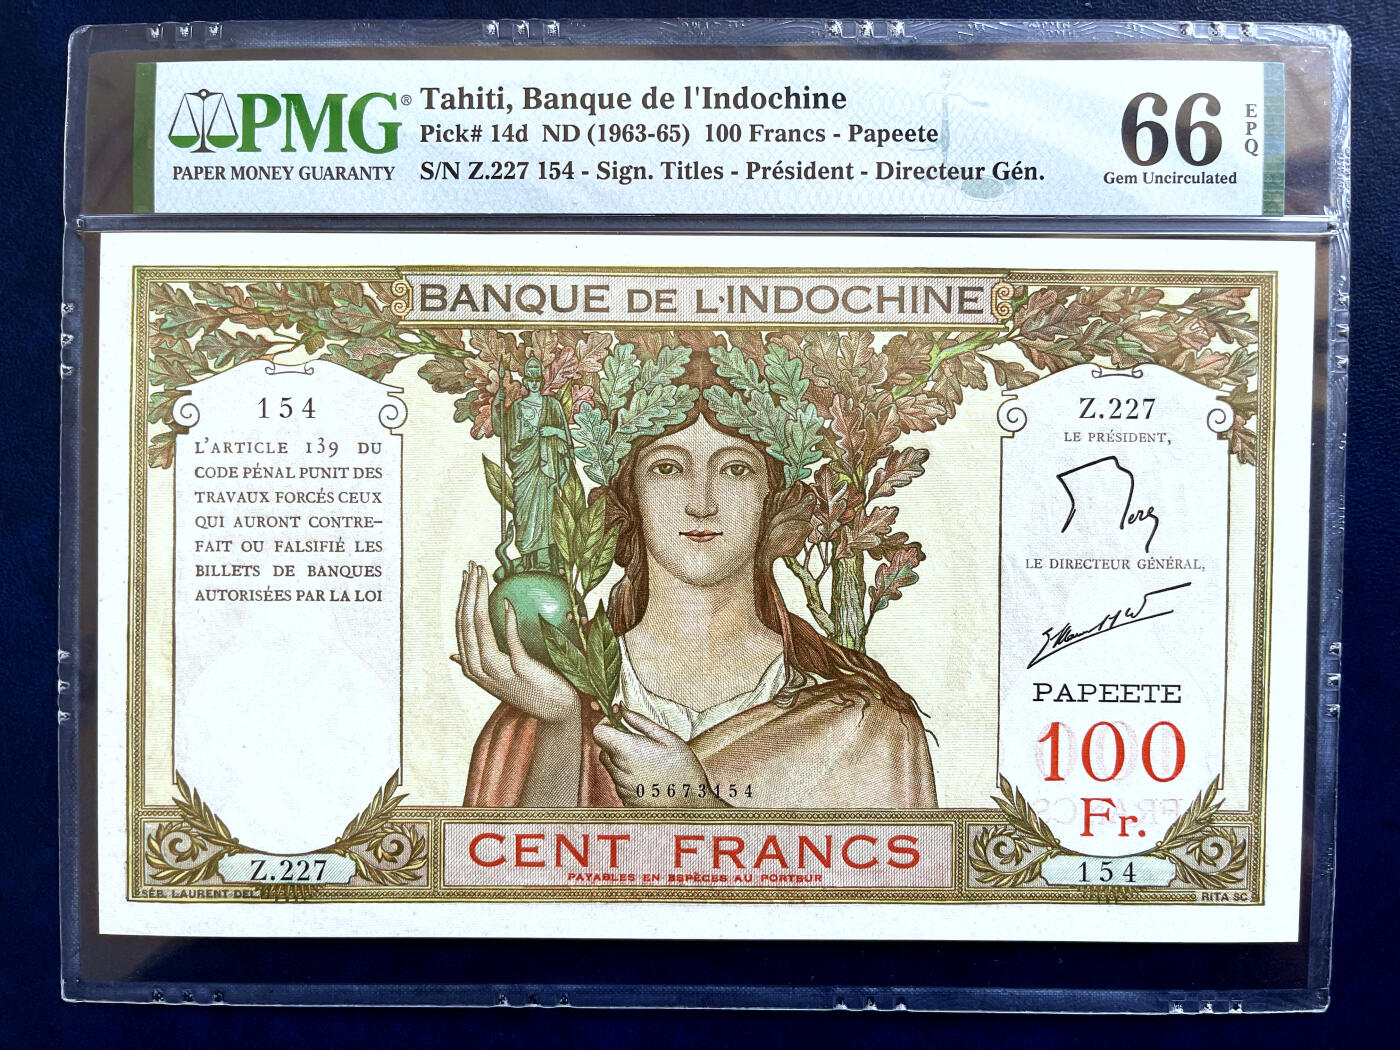 PMG®
PAPER MONEY GUARANTY
Tahiti, Banque de l'Indochine
Pick# 14d ND (1963-65) 100 Francs - Papeete
S/N Z.227 154 - Sign. Titles - Président - Directeur Gén.
66
EPQ
Gem Uncirculated
BANQUE DE L'INDOCHINE
154
L'ARTICLE 139 DU
CODE PÉNAL PUNIT DES
TRAVAUX FORCÉS CEUX
QUI AURONT CONTRE-
FAIT OU FALSIFIÉ LES
BILLETS DE BANQUES
AUTORISÉES PAR LA LOI
Z.227
LE PRÉSIDENT,
LE DIRECTEUR GÉNÉRAL,
PAPEETE
100
Fr.
05673154
CENT FRANCS
PAYABLES EN ESPÈCES AU PORTEUR
Z.227
154
SÉB. LAURENT DEL
RITA SC